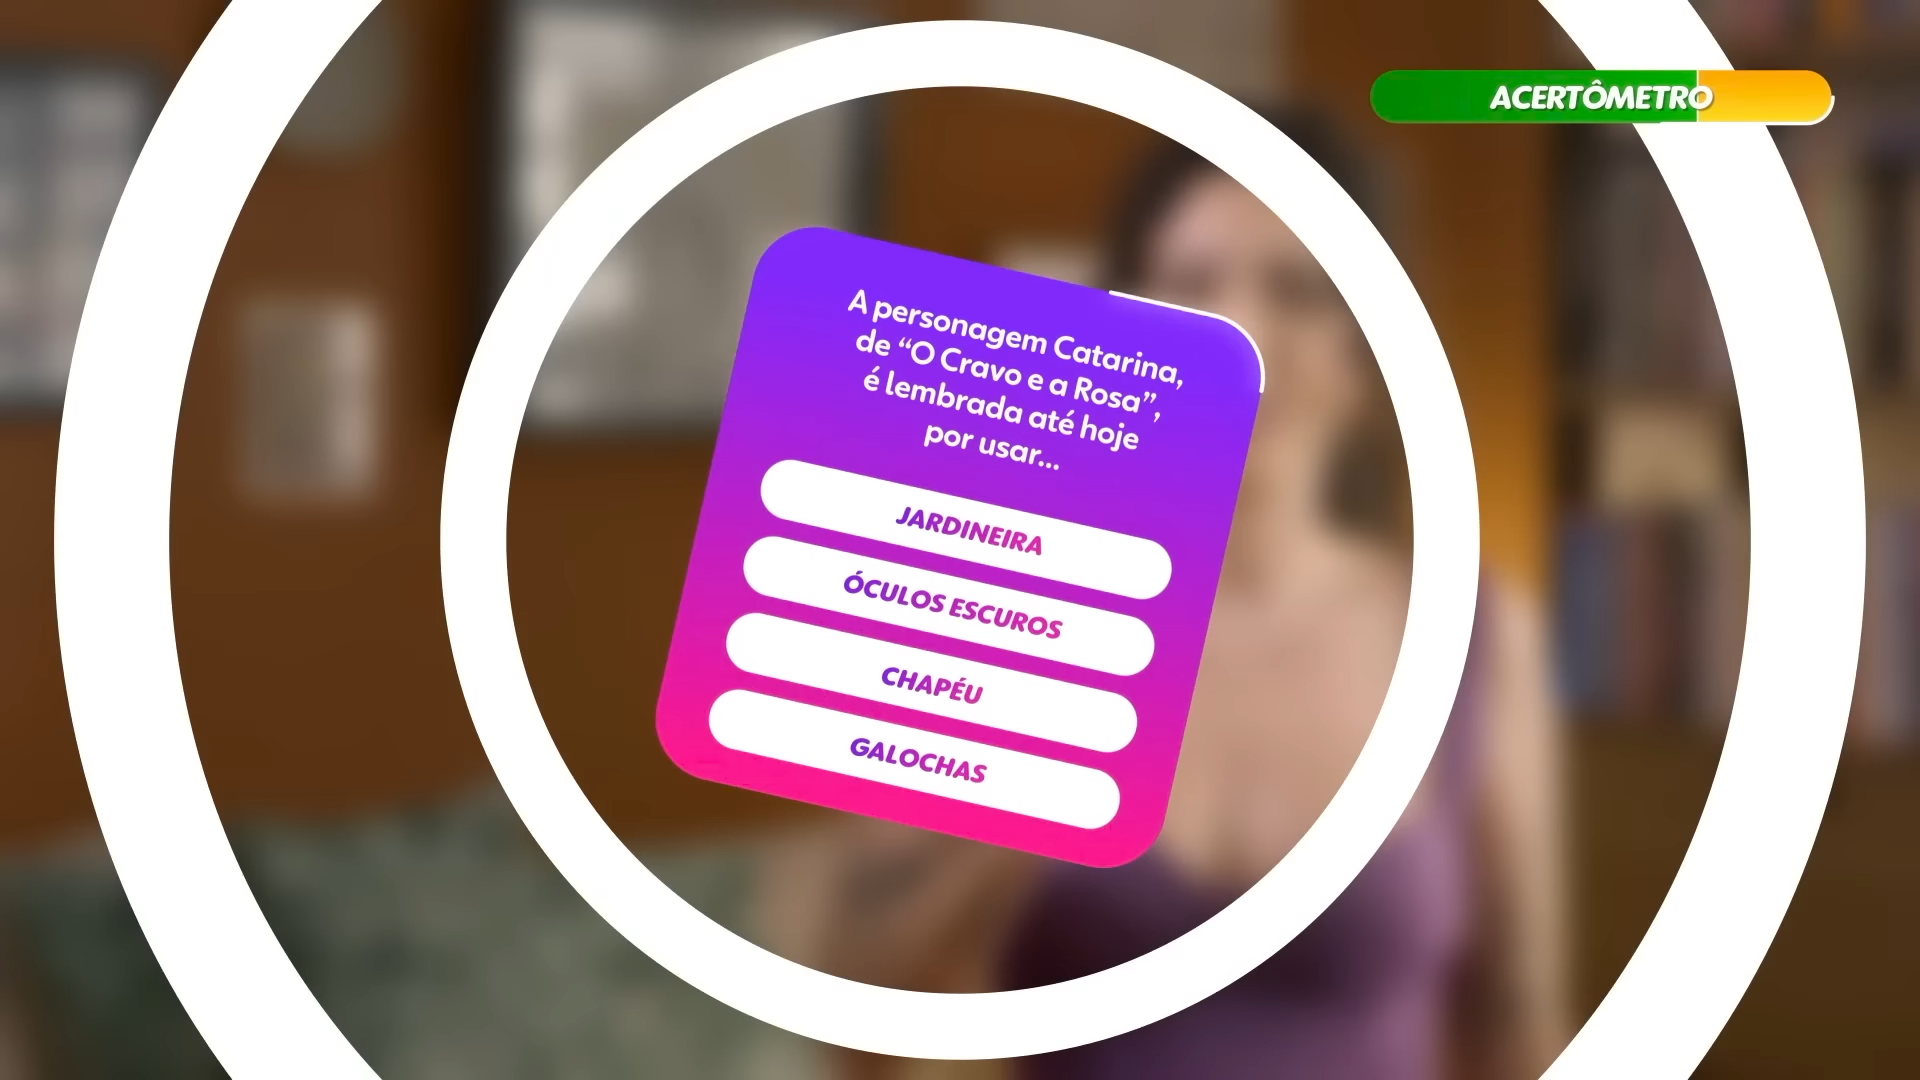 ACERTÔMETRO
A personagem Catarina,
de “O Cravo e a Rosa”,
é lembrada até hoje
por usar...
JARDINEIRA
ÓCULOS ESCUROS
CHAPÉU
GALOCHAS